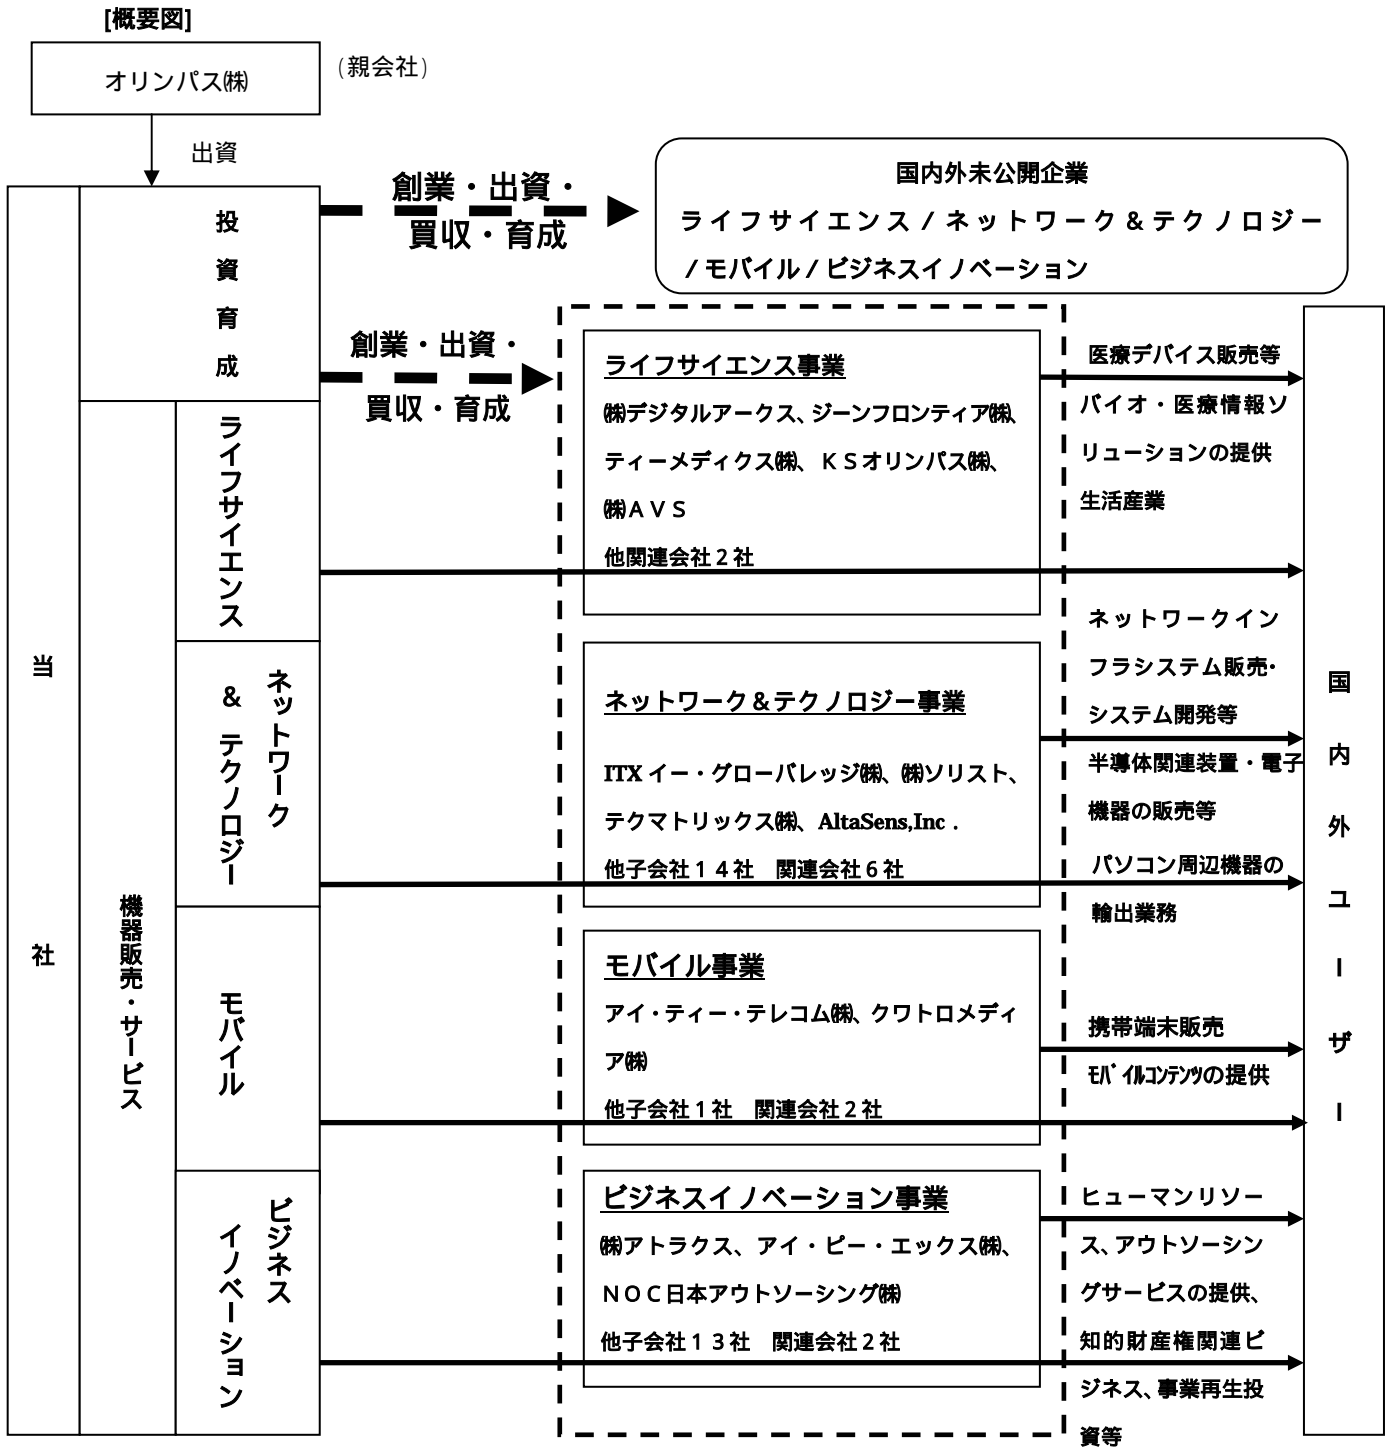 [概要図]
オリンパス㈱
(親会社)
出資
当社
投資育成
機器販売・サービス
ライフサイエンス
ネットワーク
&テクノロジー
モバイル
ビジネス
イノベーション
創業・出資・
買収・育成
国内外未公開企業
ライフサイエンス/ネットワーク&テクノロジー
/モバイル/ビジネスイノベーション
創業・出資・
買収・育成
ライフサイエンス事業
㈱デジタルアークス、ジーンフロンティア㈱、
ティーメディクス㈱、KSオリンパス㈱、
㈱AVS
他関連会社2社
医療デバイス販売等
バイオ・医療情報ソ
リューションの提供
生活産業
ネットワーク&テクノロジー事業
ITXイー・グローバレッジ㈱、㈱ソリスト、
テクマトリックス㈱、AltaSens,Inc.
他子会社14社 関連会社6社
ネットワークイン
フラシステム販売・
システム開発等
半導体関連装置・電子
機器の販売等
パソコン周辺機器の
輸出業務
モバイル事業
アイ・ティー・テレコム㈱、クワトロメディ
ア㈱
他子会社1社 関連会社2社
携帯端末販売
ﾓﾊﾞｲﾙｺﾝﾃﾝﾂの提供
ビジネスイノベーション事業
㈱アトラクス、アイ・ピー・エックス㈱、
NOC日本アウトソーシング㈱
他子会社13社 関連会社2社
ヒューマンリソー
ス、アウトソーシン
グサービスの提供、
知的財産権関連ビ
ジネス、事業再生投
資等
国内外ユーザー